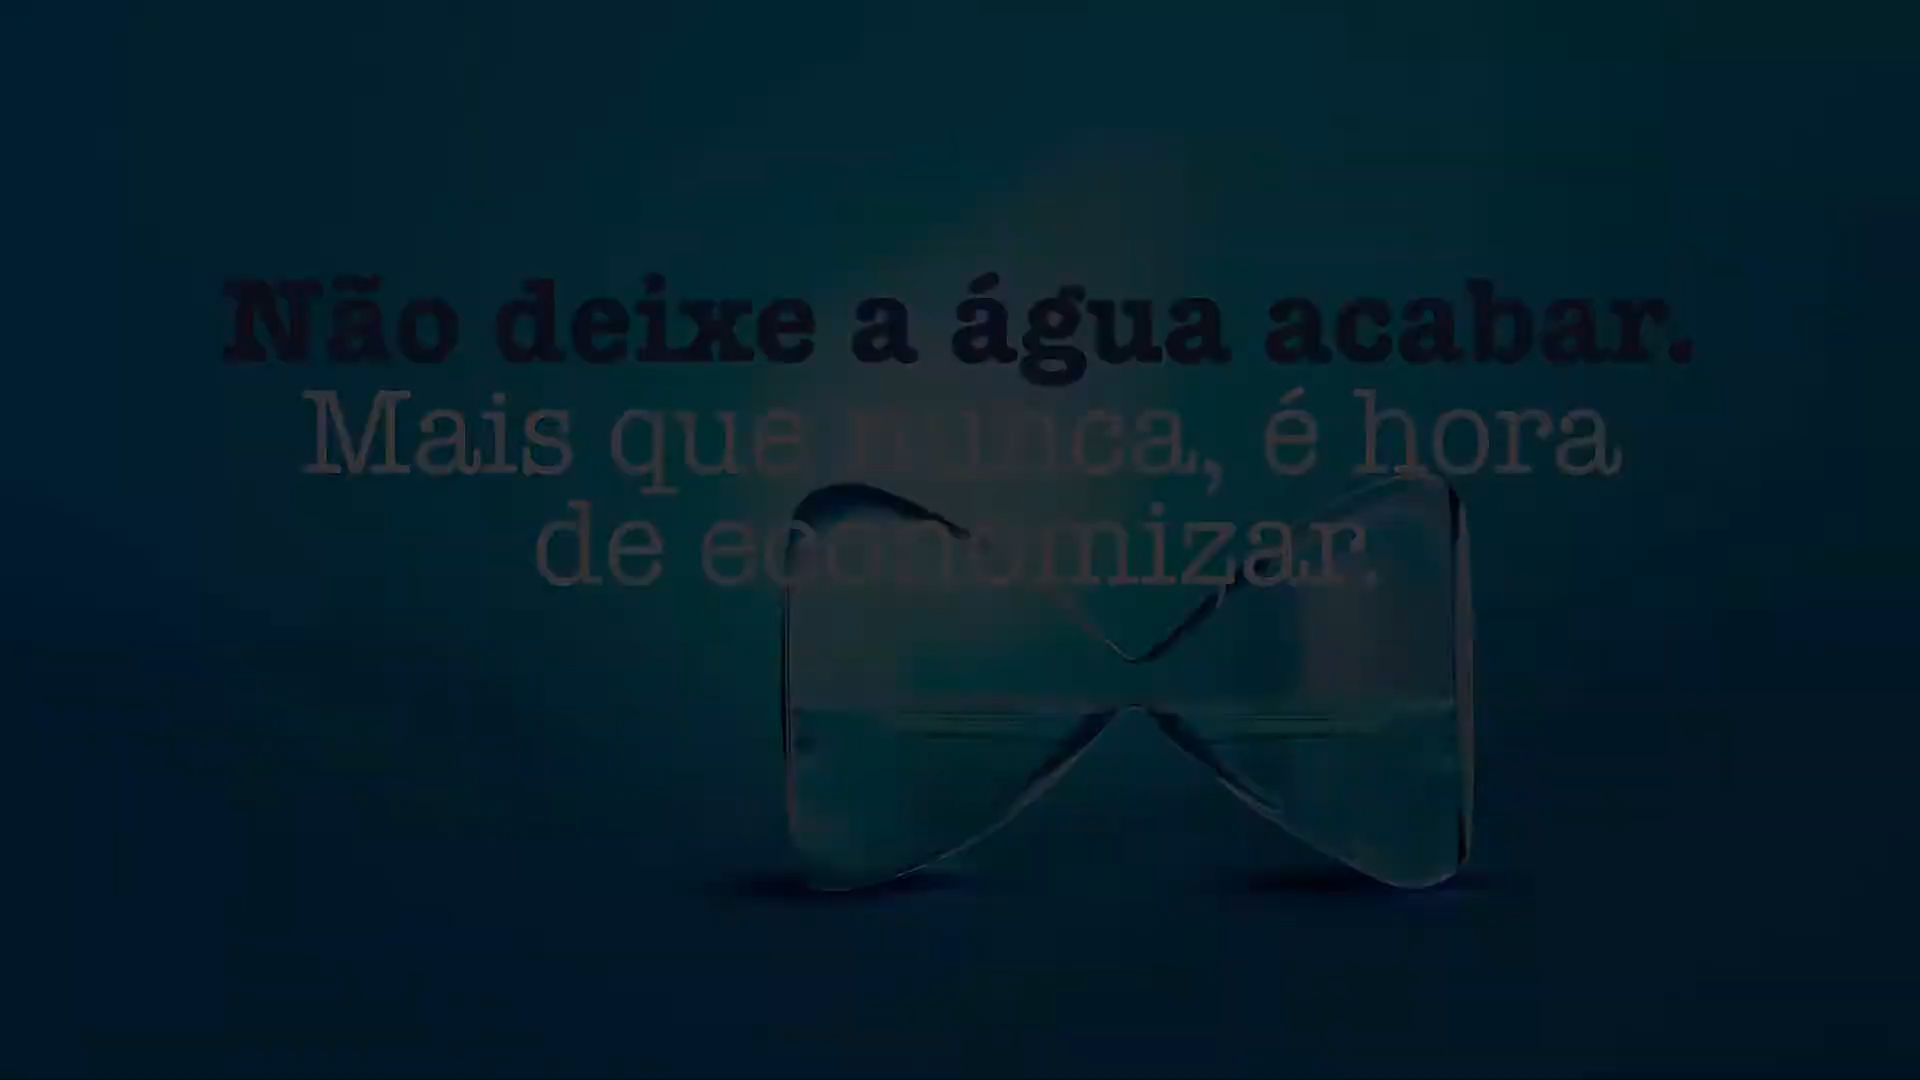 Não deixe a água acabar.
Mais que nunca, é hora
de economizar.